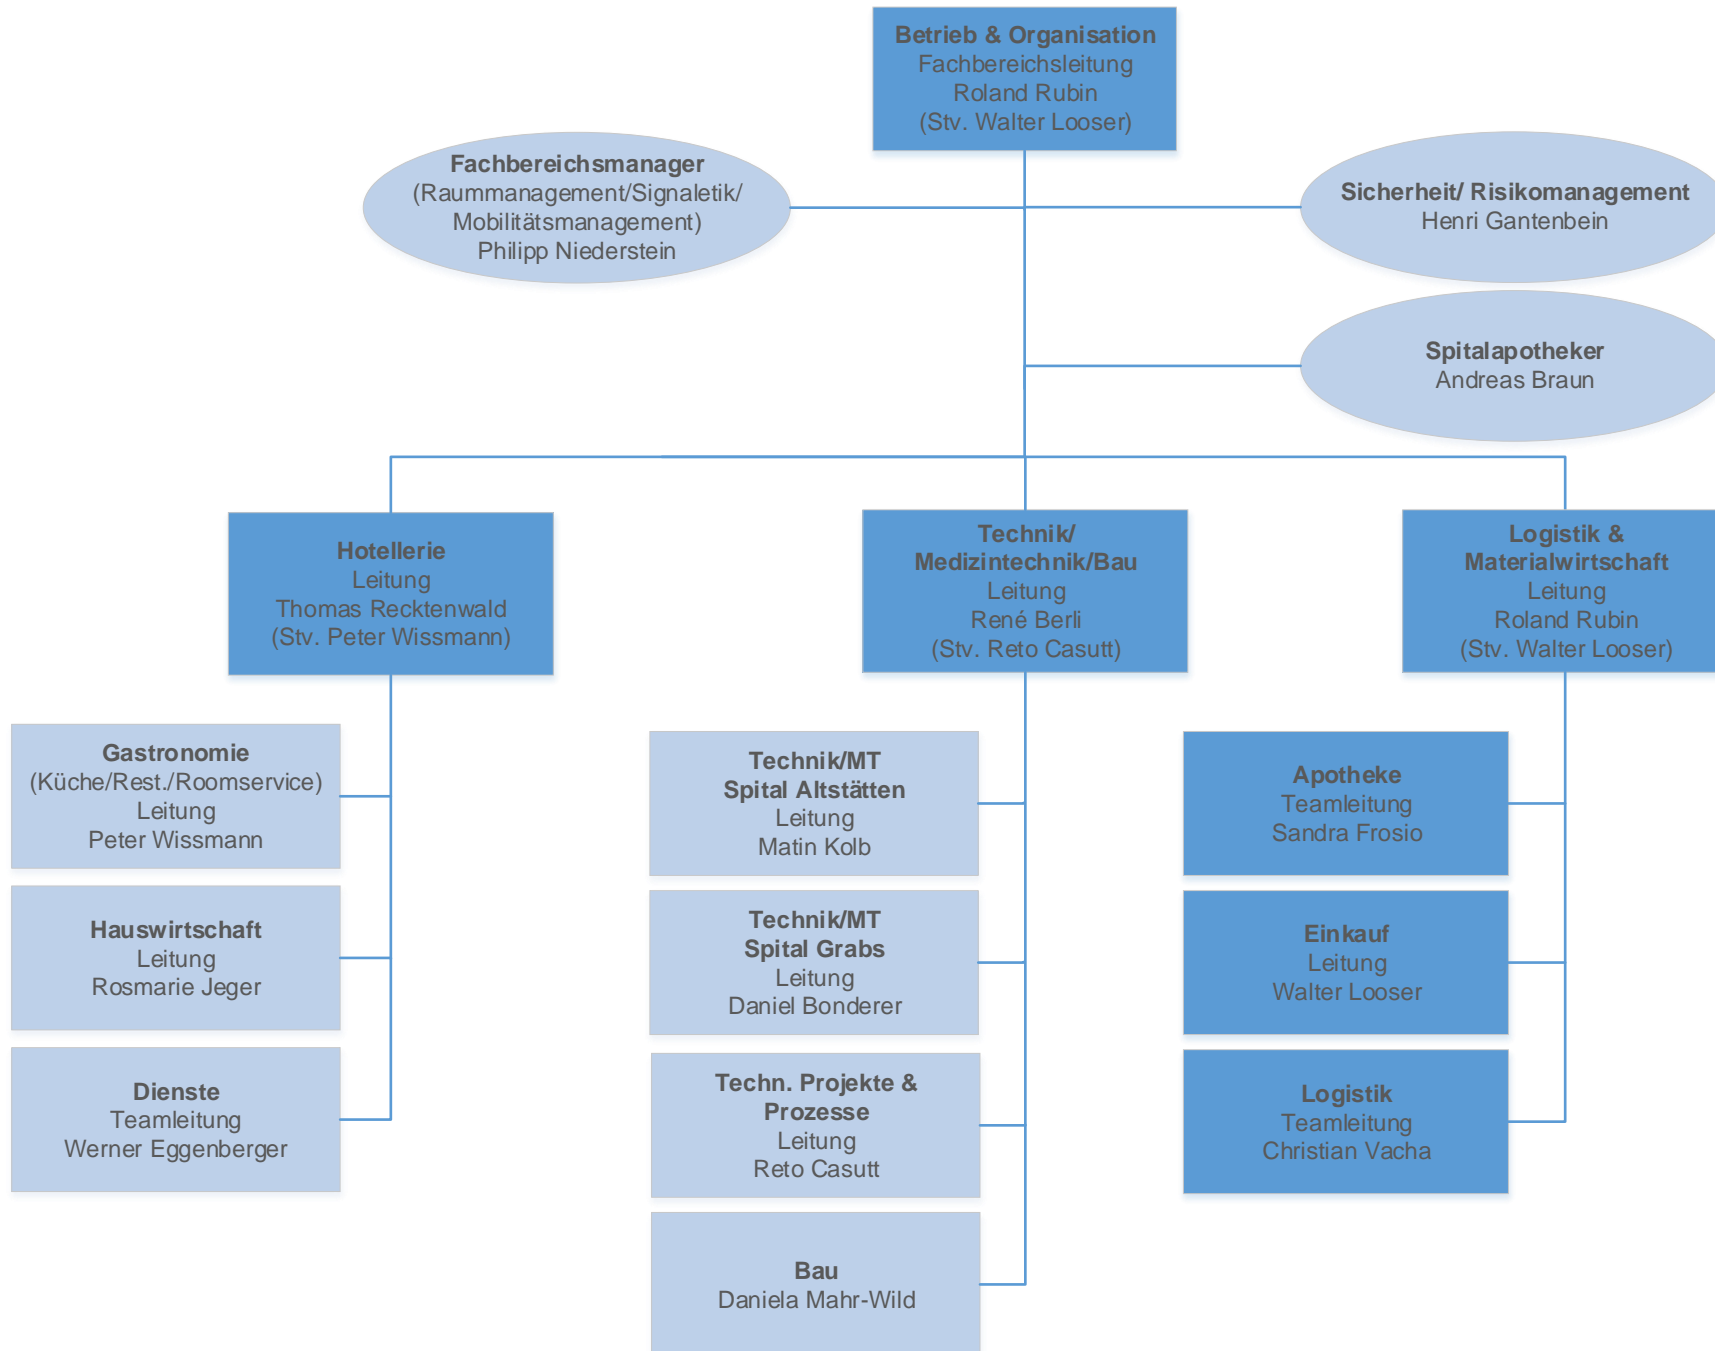 Betrieb & Organisation
Fachbereichsleitung
Roland Rubin
(Stv. Walter Looser)
Fachbereichsmanager
(Raummanagement/Signaletik/
Mobilitätsmanagement)
Philipp Niederstein
Sicherheit/ Risikomanagement
Henri Gantenbein
Spitalapotheker
Andreas Braun
Hotellerie
Leitung
Thomas Recktenwald
(Stv. Peter Wissmann)
Technik/
Medizintechnik/Bau
Leitung
René Berli
(Stv. Reto Casutt)
Logistik &
Materialwirtschaft
Leitung
Roland Rubin
(Stv. Walter Looser)
Gastronomie
(Küche/Rest./Roomservice)
Leitung
Peter Wissmann
Hauswirtschaft
Leitung
Rosmarie Jeger
Dienste
Teamleitung
Werner Eggenberger
Technik/MT
Spital Altstätten
Leitung
Matin Kolb
Technik/MT
Spital Grabs
Leitung
Daniel Bonderer
Techn. Projekte &
Prozesse
Leitung
Reto Casutt
Bau
Daniela Mahr-Wild
Apotheke
Teamleitung
Sandra Frosio
Einkauf
Leitung
Walter Looser
Logistik
Teamleitung
Christian Vacha